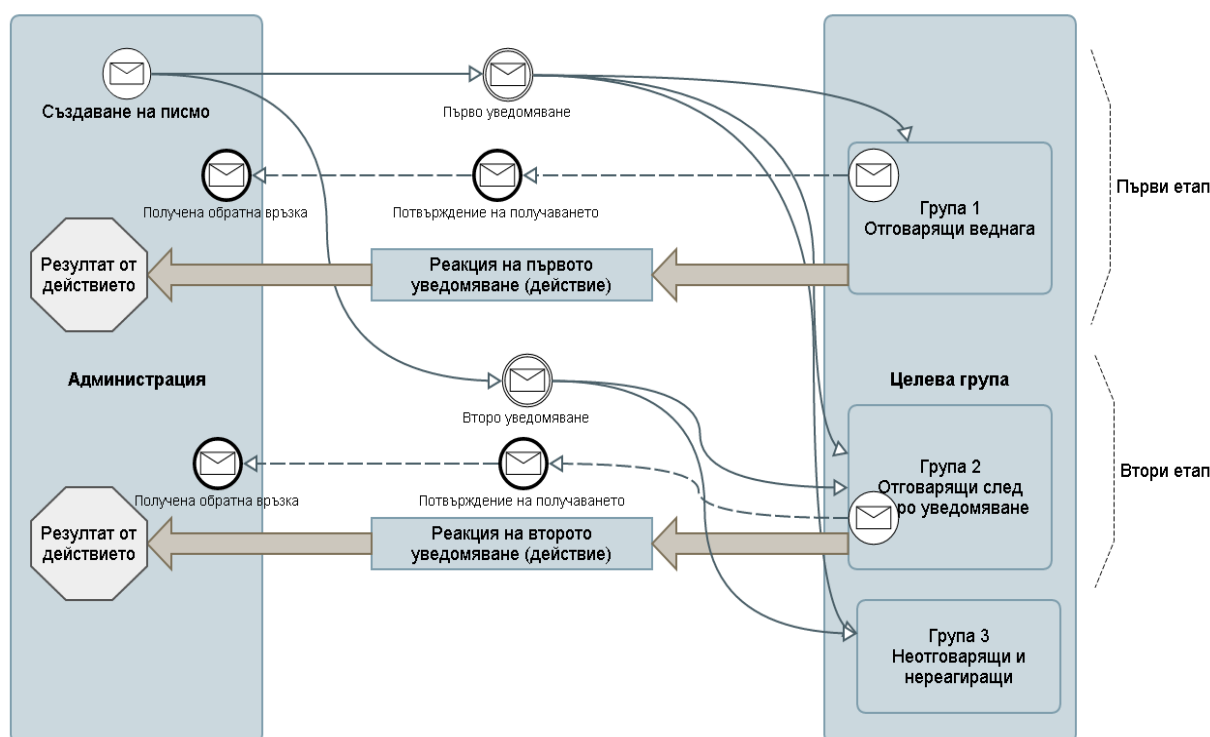 Създаване на писмо
Първо уведомяване
Получена обратна връзка
Потвърждение на получаването
Група 1
Отговарящи веднага
Първи етап
Резултат от
действието
Реакция на първото
уведомяване (действие)
Администрация
Целева група
Второ уведомяване
Получена обратна връзка
Потвърждение на получаването
Група 2
Отговарящи след
уведомяване
Втори етап
Резултат от
действието
Реакция на второто
уведомяване (действие)
Група 3
Неотговарящи и
нереагиращи